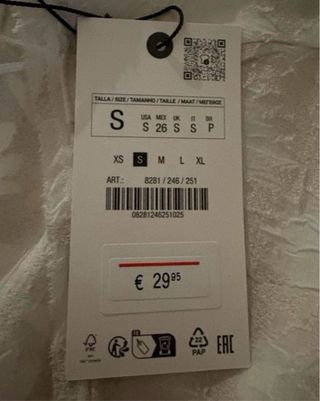 TALLA / SIZE / TAMANHO / TAILLE / MAAT / ΜΕΓΕΘΟΣ
S
USA MEX UK IT BR
S 26 S S P
XS S M L XL
ART.: 8281 / 246 / 251
08281246251025
€ 29 95
FSC
22
PAP
EAC